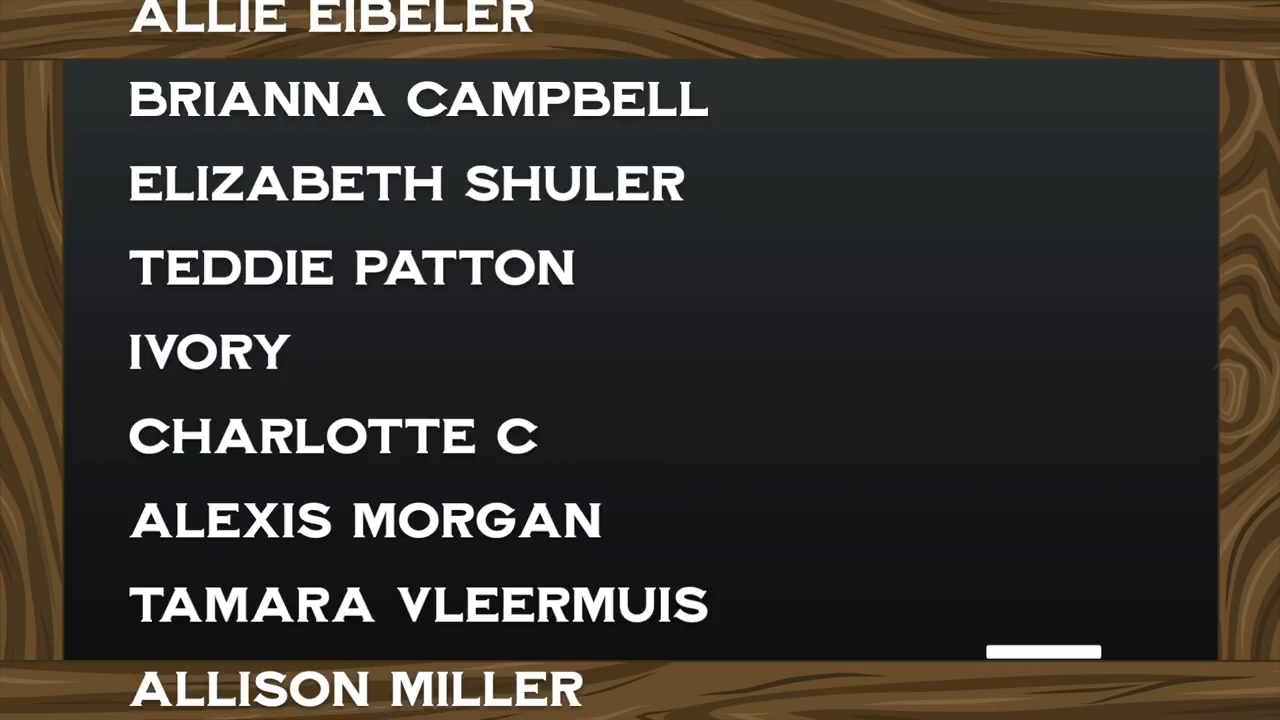 ALLIE EIBELER
BRIANNA CAMPBELL
ELIZABETH SHULER
TEDDIE PATTON
IVORY
CHARLOTTE C
ALEXIS MORGAN
TAMARA VLEERMUIS
ALLISON MILLER